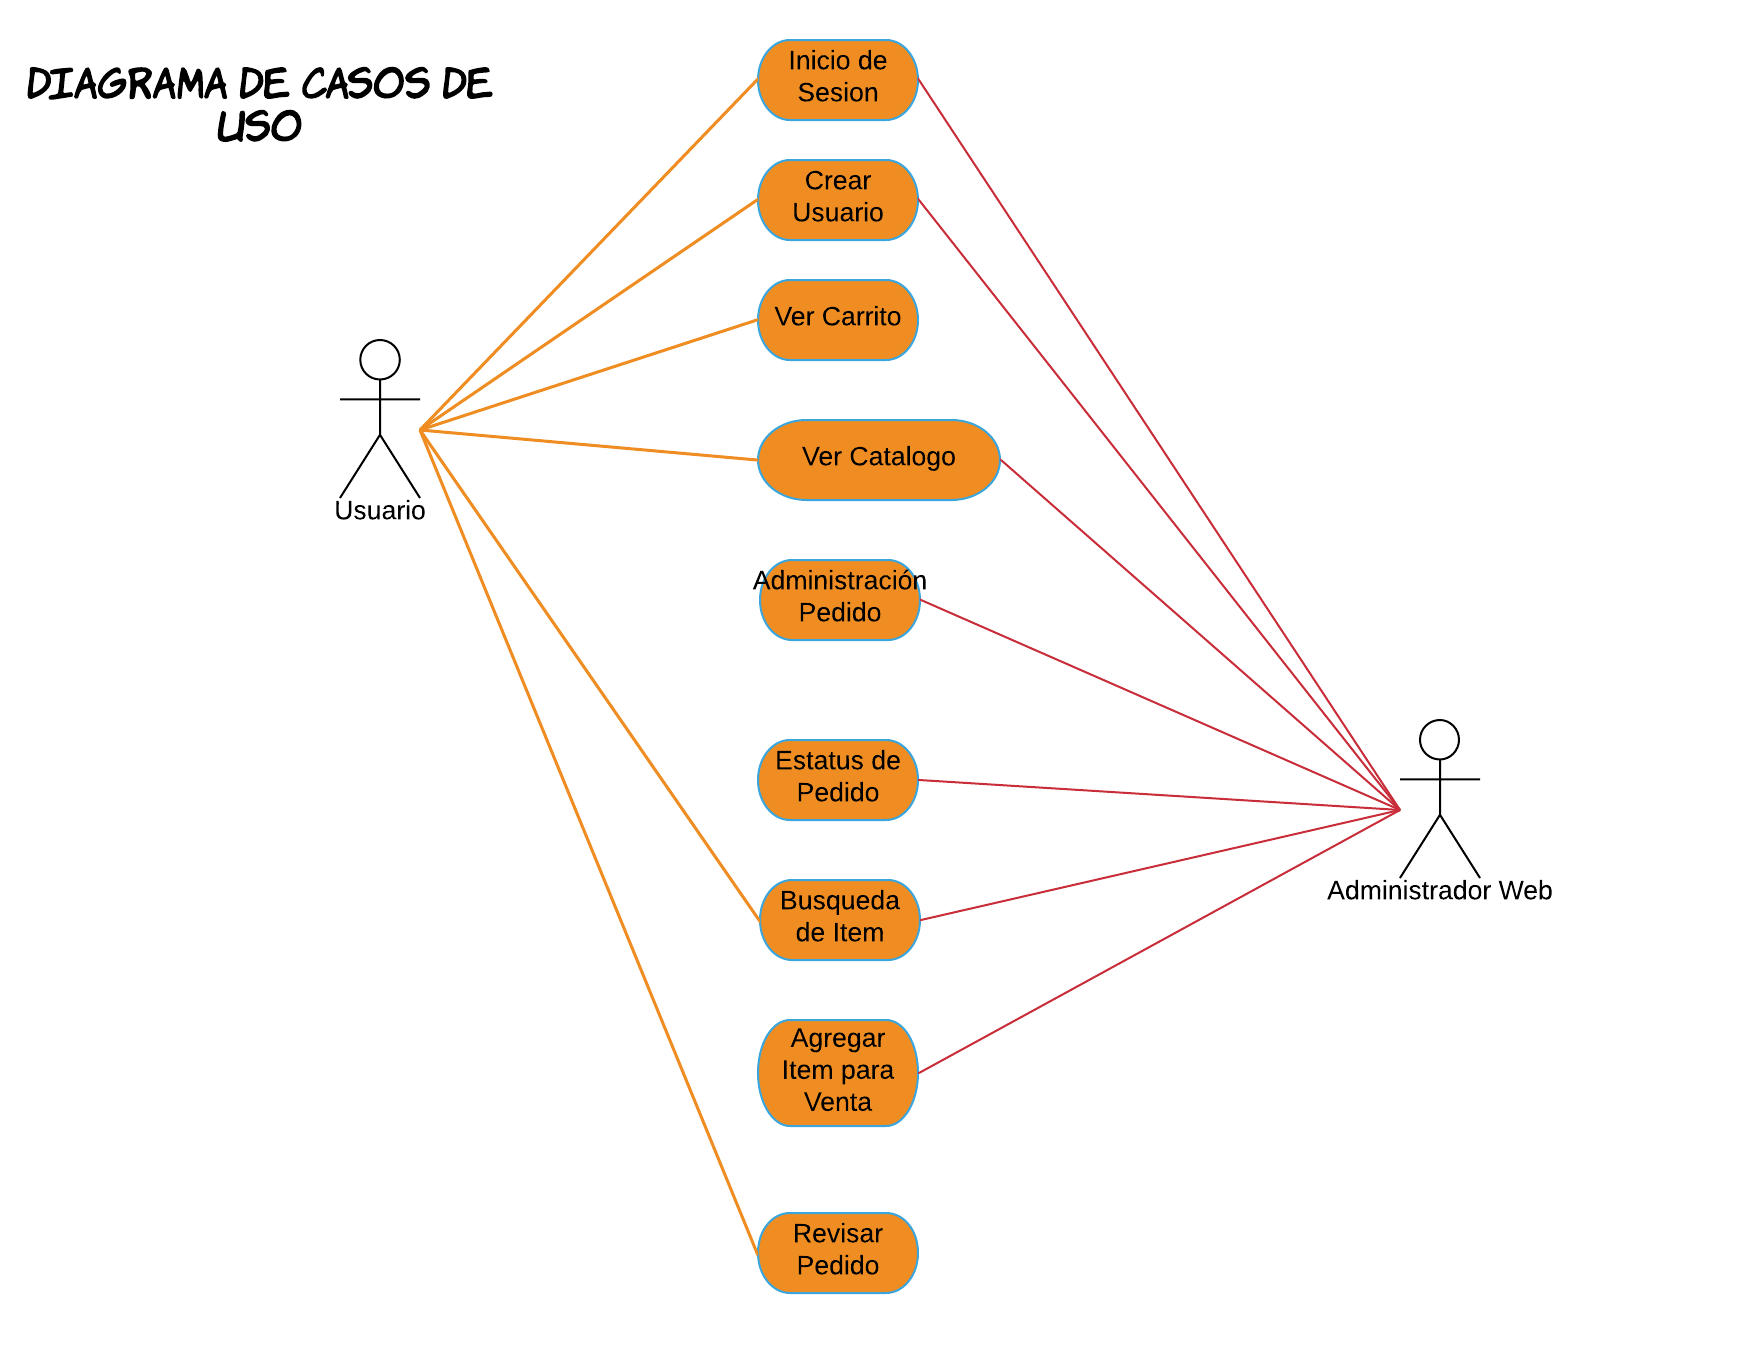 DIAGRAMA DE CASOS DE
USO
Inicio de
Sesion
Crear
Usuario
Ver Carrito
Usuario
Ver Catalogo
Administración
Pedido
Estatus de
Pedido
Administrador Web
Busqueda
de Item
Agregar
Item para
Venta
Revisar
Pedido